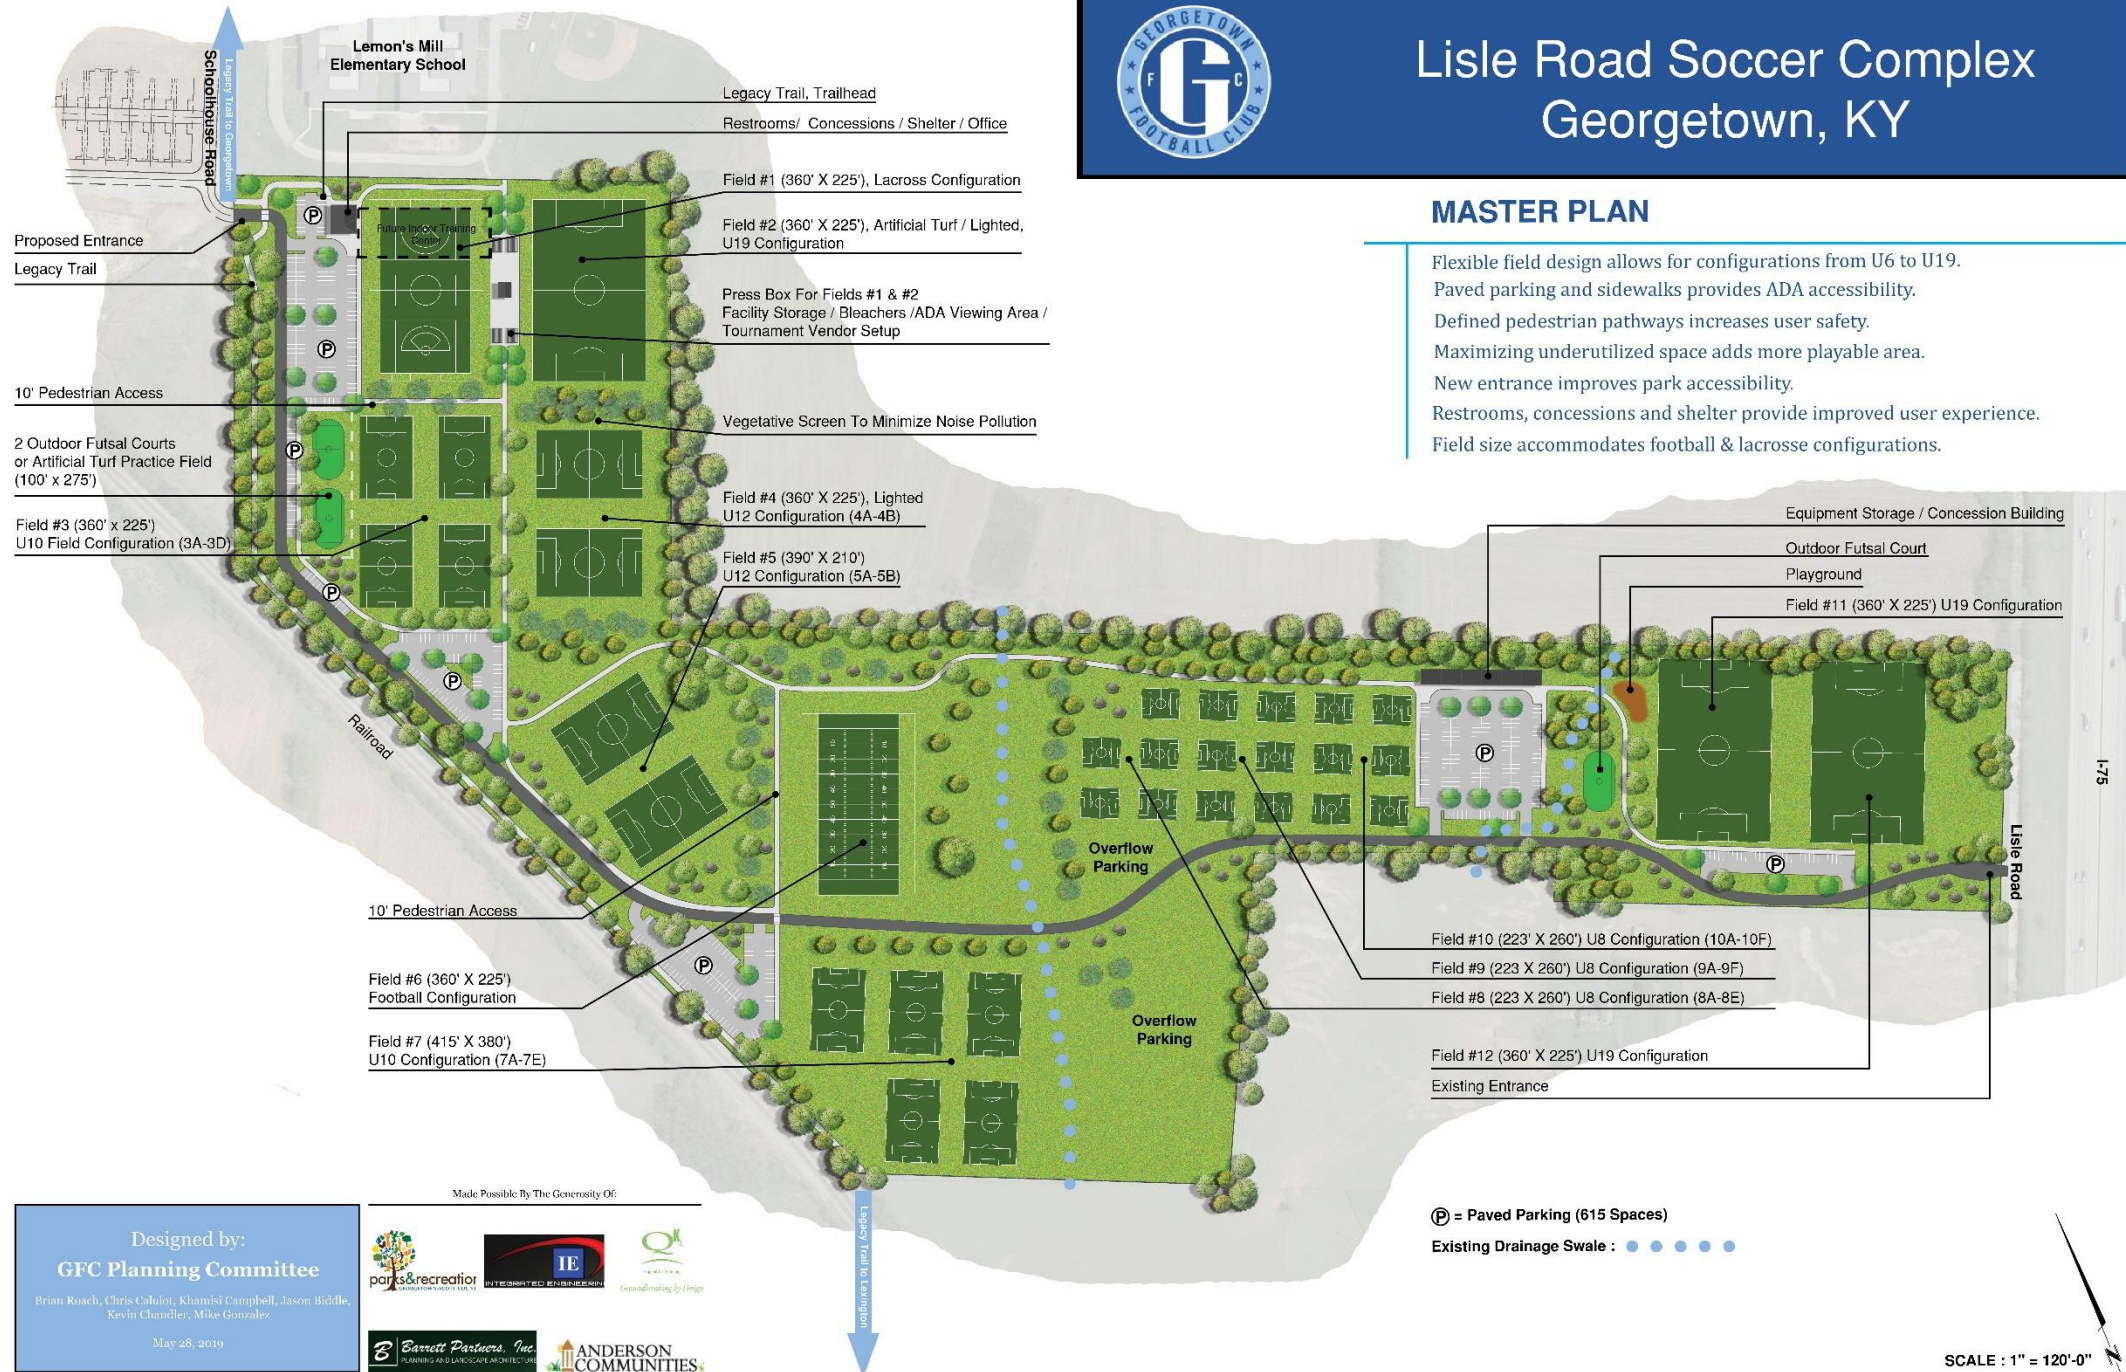 Lemon's Mill
Elementary School
Schoolhouse Road
Legacy Trail to Georgetown
GEORGETOWN
F C
G
FOOTBALL CLUB
Lisle Road Soccer Complex
Georgetown, KY
MASTER PLAN
Flexible field design allows for configurations from U6 to U19.
Paved parking and sidewalks provides ADA accessibility.
Defined pedestrian pathways increases user safety.
Maximizing underutilized space adds more playable area.
New entrance improves park accessibility.
Restrooms, concessions and shelter provide improved user experience.
Field size accommodates football & lacrosse configurations.
Legacy Trail, Trailhead
Restrooms/ Concessions / Shelter / Office
Field #1 (360' X 225'), Lacross Configuration
Field #2 (360' X 225'), Artificial Turf / Lighted,
U19 Configuration
Press Box For Fields #1 & #2
Facility Storage / Bleachers /ADA Viewing Area /
Tournament Vendor Setup
Vegetative Screen To Minimize Noise Pollution
Field #4 (360' X 225'), Lighted
U12 Configuration (4A-4B)
Field #5 (390' X 210')
U12 Configuration (5A-5B)
Future Indoor Training
Center
Proposed Entrance
Legacy Trail
10' Pedestrian Access
2 Outdoor Futsal Courts
or Artificial Turf Practice Field
(100' x 275')
Field #3 (360' x 225')
U10 Field Configuration (3A-3D)
P
P
P
P
P
P
P
P
Railroad
Equipment Storage / Concession Building
Outdoor Futsal Court
Playground
Field #11 (360' X 225') U19 Configuration
I-75
Lisle Road
Overflow
Parking
Overflow
Parking
10' Pedestrian Access
Field #6 (360' X 225')
Football Configuration
Field #7 (415' X 380')
U10 Configuration (7A-7E)
Field #10 (223' X 260') U8 Configuration (10A-10F)
Field #9 (223 X 260') U8 Configuration (9A-9F)
Field #8 (223 X 260') U8 Configuration (8A-8E)
Field #12 (360' X 225') U19 Configuration
Existing Entrance
Legacy Trail to Lexington
P = Paved Parking (615 Spaces)
Existing Drainage Swale :
SCALE : 1" = 120'-0"
N
Designed by:
GFC Planning Committee
Brian Roach, Chris Calulot, Khamisi Campbell, Jason Biddle,
Kevin Chandler, Mike Gonzalez
May 28, 2019
Made Possible By The Generosity Of:
parks&recreation
GEORGETOWN·SCOTT COUNTY
IE
INTEGRATED ENGINEERING
QK
Groundbreaking by Design
B Barrett Partners, Inc.
PLANNING AND LANDSCAPE ARCHITECTURE
ANDERSON
COMMUNITIES